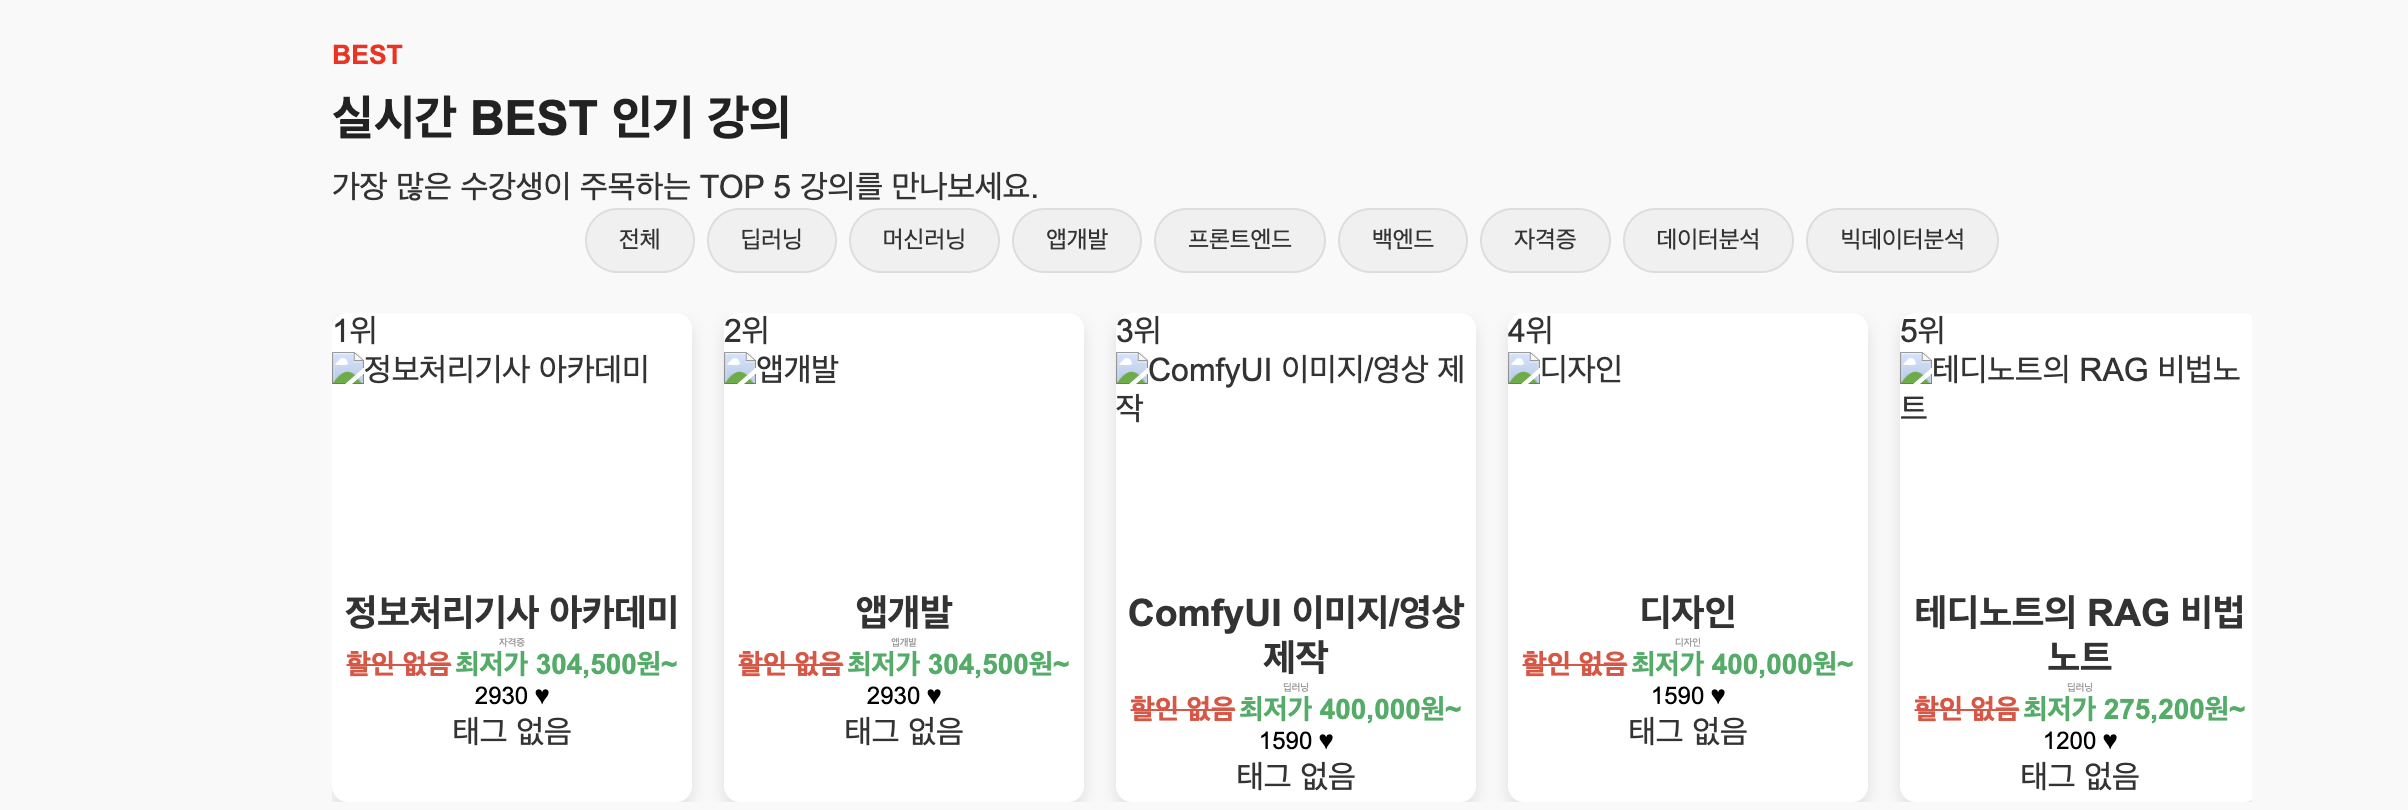 BEST
실시간 BEST 인기 강의
가장 많은 수강생이 주목하는 TOP 5 강의를 만나보세요.
전체 딥러닝 머신러닝 앱개발 프론트엔드 백엔드 자격증 데이터분석 빅데이터분석
1위
정보처리기사 아카데미
정보처리기사 아카데미
자격증
할인 없음 최저가 304,500원~
2930 ♥
태그 없음
2위
앱개발
앱개발
앱개발
할인 없음 최저가 304,500원~
2930 ♥
태그 없음
3위
ComfyUI 이미지/영상 제
작
ComfyUI 이미지/영상
제작
딥러닝
할인 없음 최저가 400,000원~
1590 ♥
태그 없음
4위
디자인
디자인
디자인
할인 없음 최저가 400,000원~
1590 ♥
태그 없음
5위
테디노트의 RAG 비법노
트
테디노트의 RAG 비법
노트
딥러닝
할인 없음 최저가 275,200원~
1200 ♥
태그 없음